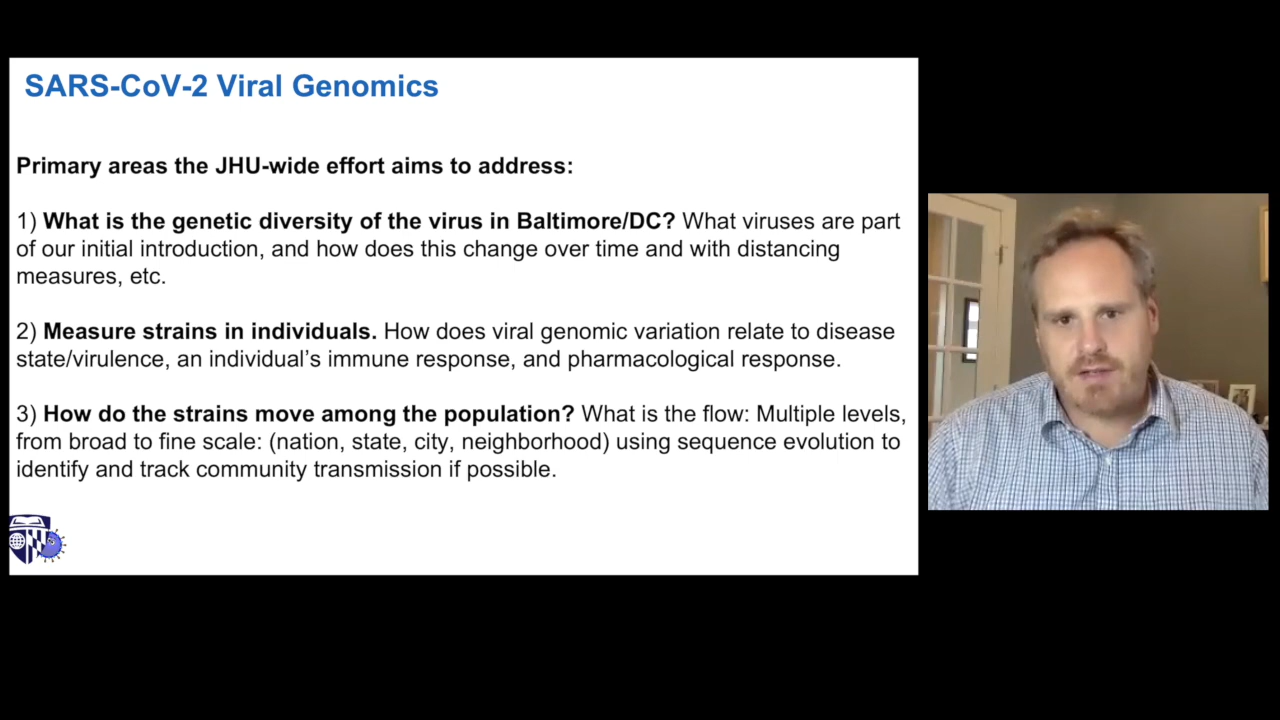 SARS-CoV-2 Viral Genomics
Primary areas the JHU-wide effort aims to address:
1) What is the genetic diversity of the virus in Baltimore/DC? What viruses are part
of our initial introduction, and how does this change over time and with distancing
measures, etc.
2) Measure strains in individuals. How does viral genomic variation relate to disease
state/virulence, an individual’s immune response, and pharmacological response.
3) How do the strains move among the population? What is the flow: Multiple levels,
from broad to fine scale: (nation, state, city, neighborhood) using sequence evolution to
identify and track community transmission if possible.